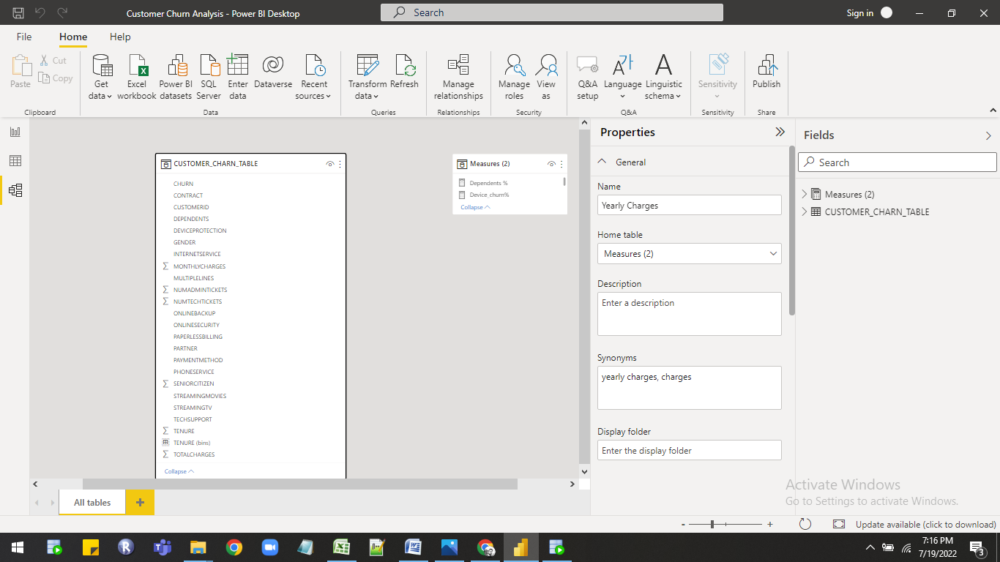 Customer Churn Analysis - Power BI Desktop
Search
Sign in
File
Home
Help
Paste
Cut
Copy
Clipboard
Get data
Excel workbook
Power BI datasets
SQL Server
Enter data
Dataverse
Recent sources
Data
Transform data
Refresh
Queries
Manage relationships
Relationships
Manage roles
View as
Security
Q&A setup
Language
Linguistic schema
Q&A
Sensitivity
Sensitivity
Publish
Share
CUSTOMER_CHARN_TABLE
CHURN
CONTRACT
CUSTOMERID
DEPENDENTS
DEVICEPROTECTION
GENDER
INTERNETSERVICE
MONTHLYCHARGES
MULTIPLELINES
NUMADMINTICKETS
NUMTECHTICKETS
ONLINEBACKUP
ONLINESECURITY
PAPERLESSBILLING
PARTNER
PAYMENTMETHOD
PHONESERVICE
SENIORCITIZEN
STREAMINGMOVIES
STREAMINGTV
TECHSUPPORT
TENURE
TENURE (bins)
TOTALCHARGES
Collapse
Measures (2)
Dependents %
Device_churn%
Collapse
Properties
General
Name
Yearly Charges
Home table
Measures (2)
Description
Enter a description
Synonyms
yearly charges, charges
Display folder
Enter the display folder
Fields
Search
Measures (2)
CUSTOMER_CHARN_TABLE
Activate Windows
Go to Settings to activate Windows.
All tables
Update available (click to download)
7:16 PM
7/19/2022
3